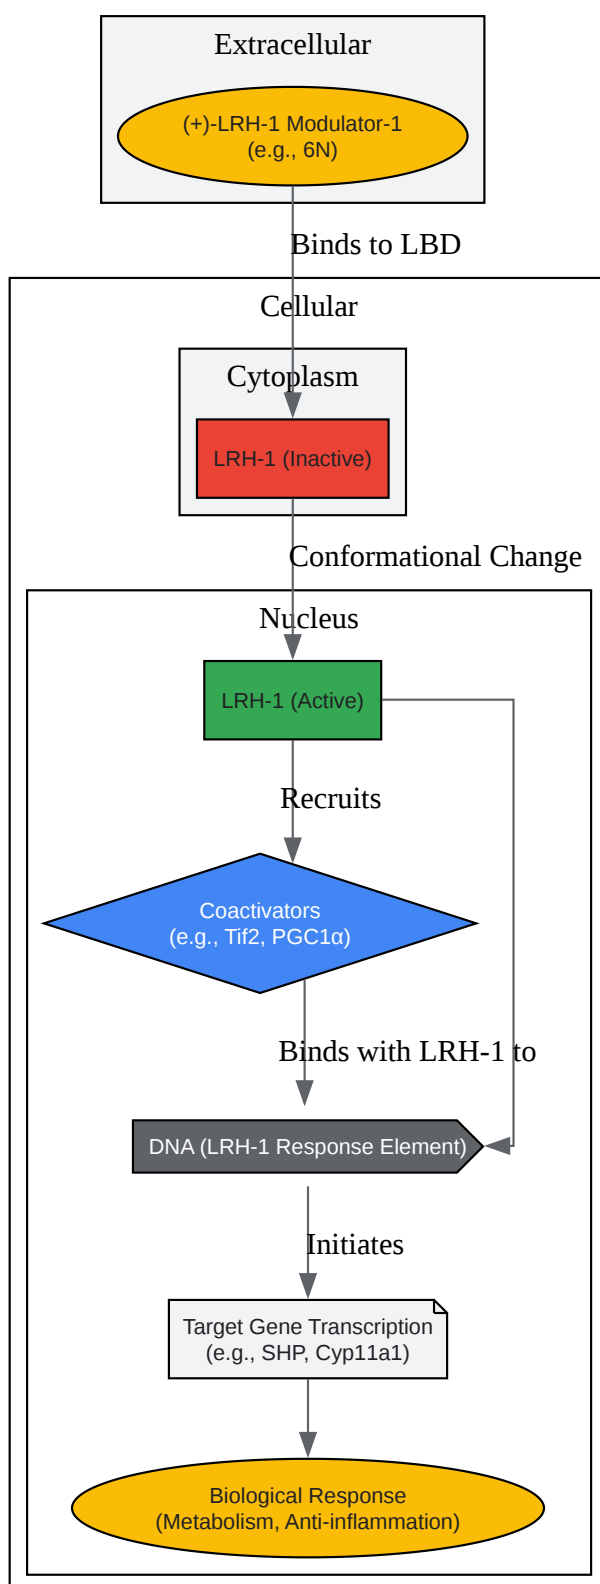 Extracellular
(+)-LRH-1 Modulator-1
(e.g., 6N)
Binds to LBD
Cellular
Cytoplasm
LRH-1 (Inactive)
Conformational Change
Nucleus
LRH-1 (Active)
Recruits
Coactivators
(e.g., Tif2, PGC1α)
Binds with LRH-1 to
DNA (LRH-1 Response Element)
Initiates
Target Gene Transcription
(e.g., SHP, Cyp11a1)
Biological Response
(Metabolism, Anti-inflammation)